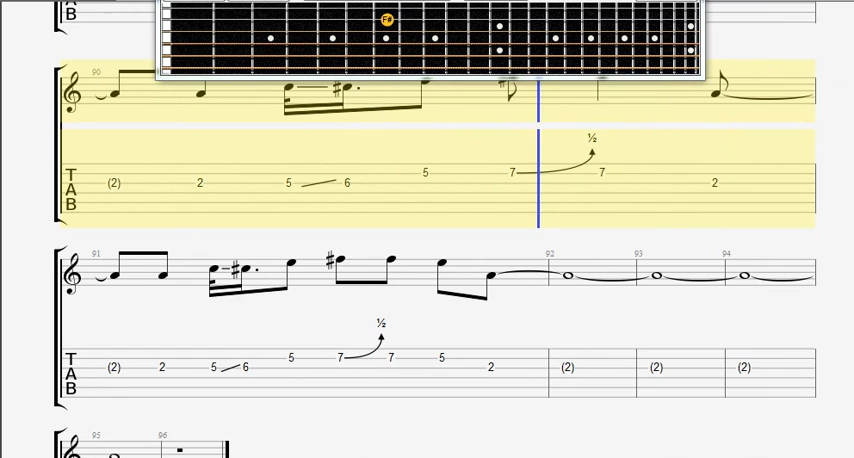 F#
90
½
T
A
B
(2) 2 5 6 5 7 7 2
91 92 93 94
½
T
A
B
(2) 2 5 6 5 7 7 5 2 (2) (2) (2)
95 96